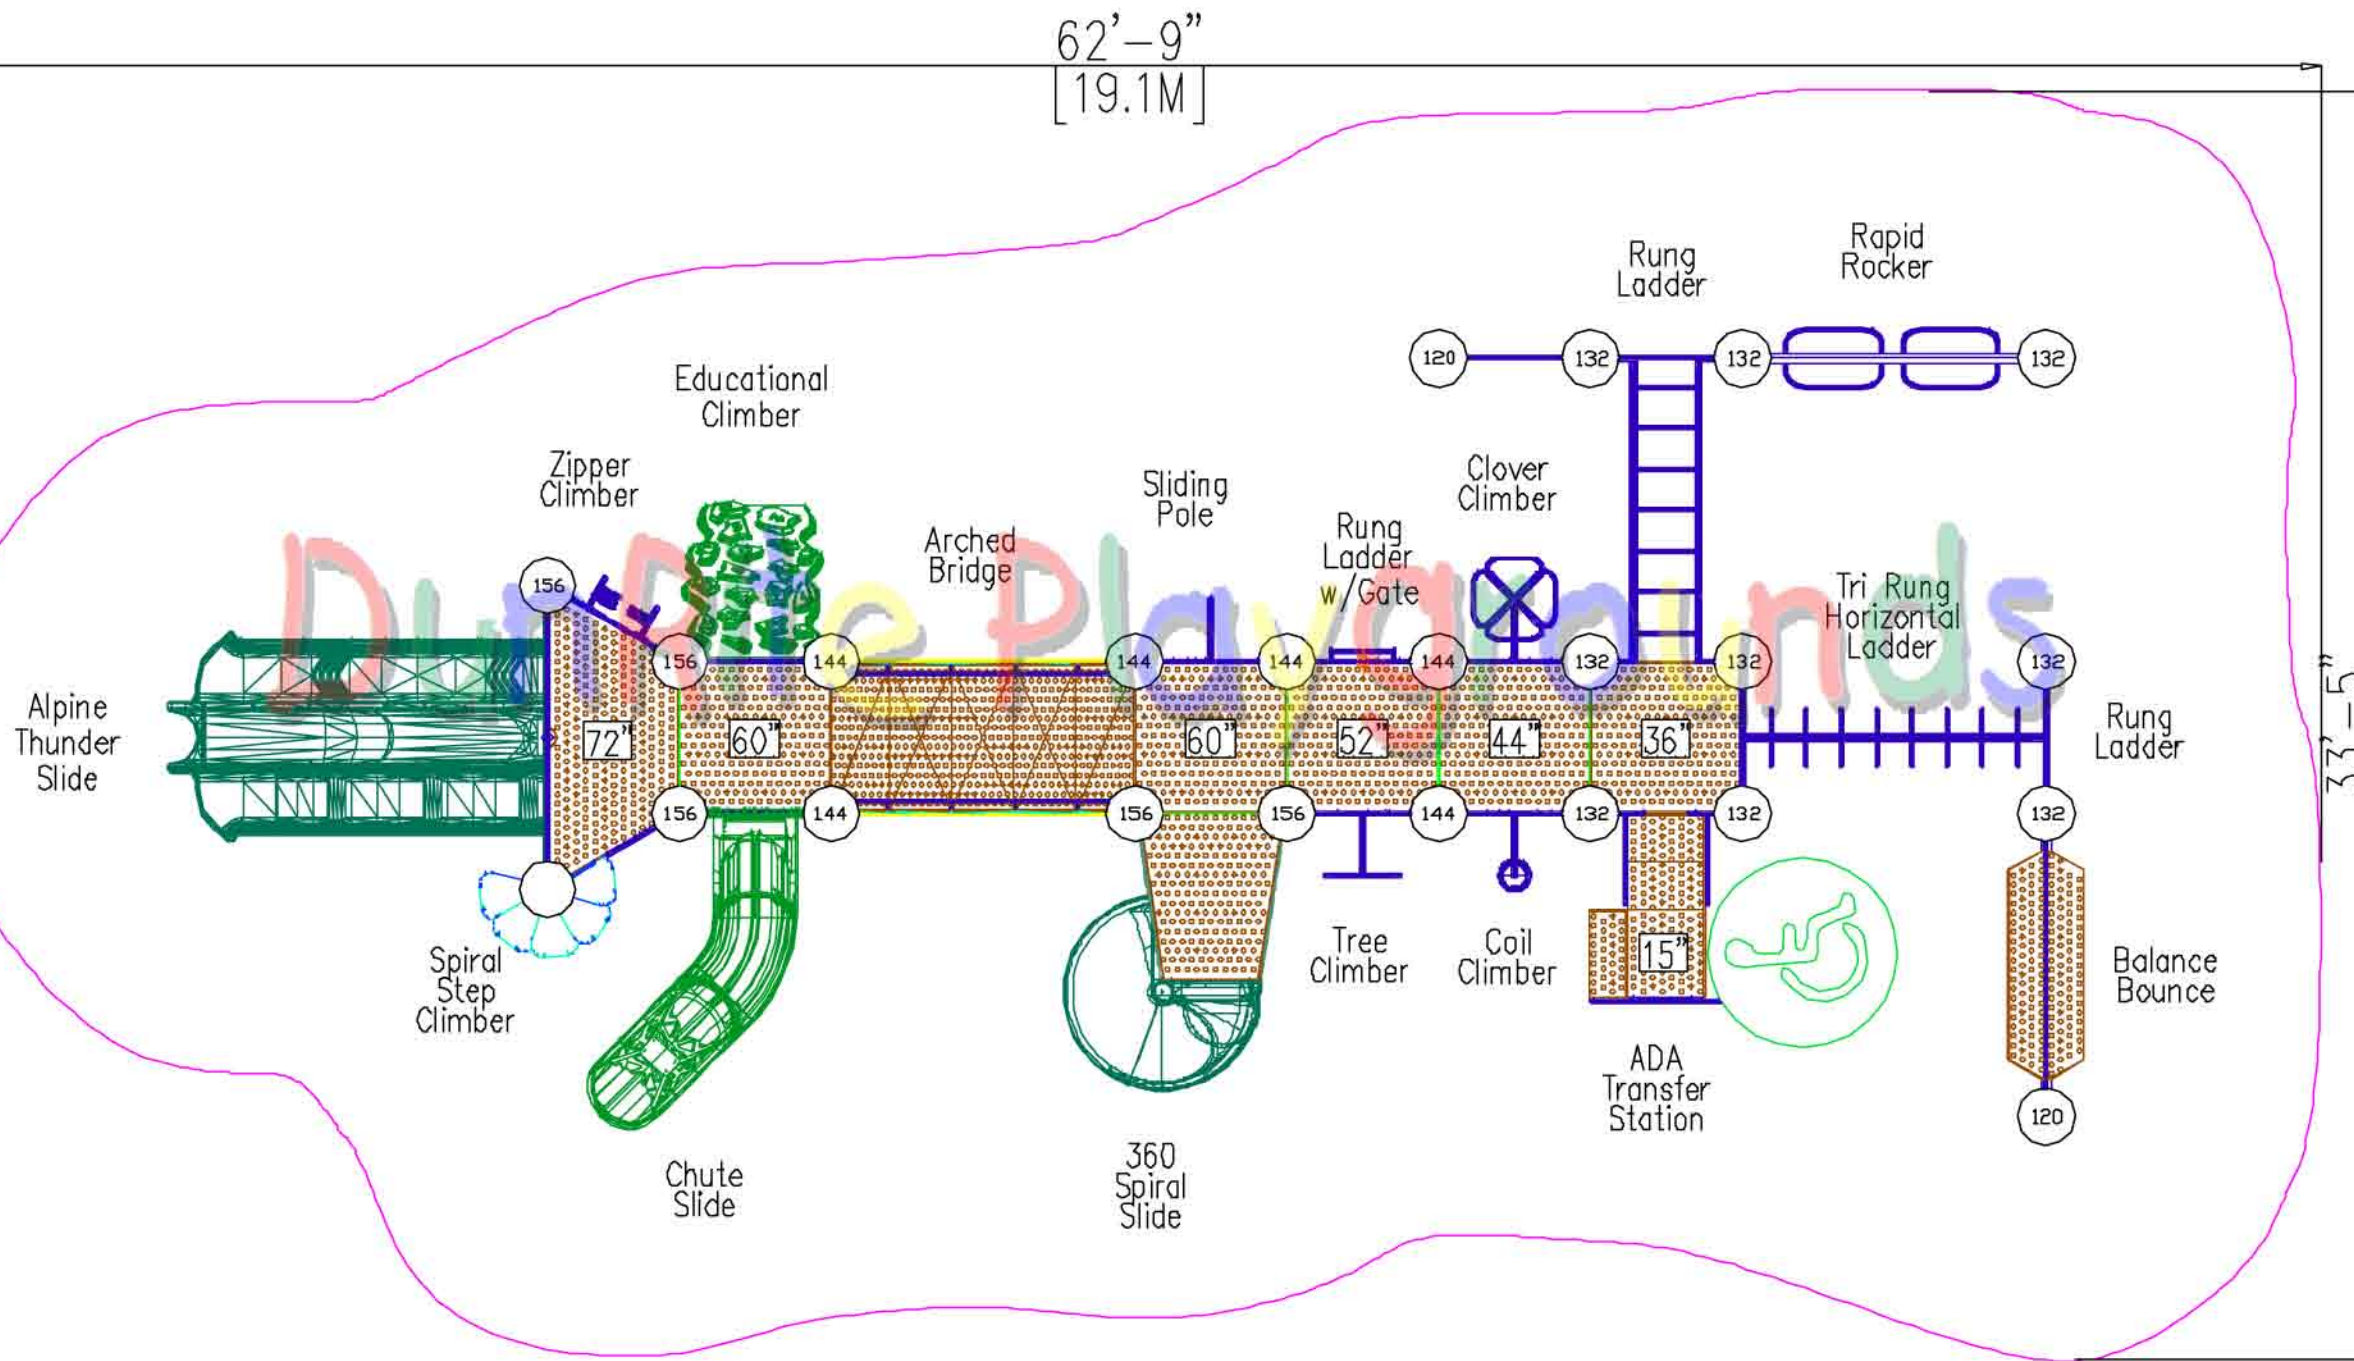 62'-9"
[19.1M]
Rung
Ladder
Rapid
Rocker
120
132
132
132
Educational
Climber
Zipper
Climber
Sliding
Pole
Clover
Climber
Arched
Bridge
Rung
Ladder
w/Gate
Tri Rung
Horizontal
Ladder
DunRite Playgrounds
156
156
144
144
144
144
132
132
132
33'-5"
Alpine
Thunder
Slide
72"
60"
60"
52"
44"
36"
Rung
Ladder
156
144
156
156
144
132
132
132
Spiral
Step
Climber
Tree
Climber
Coil
Climber
15"
Balance
Bounce
ADA
Transfer
Station
120
Chute
Slide
360
Spiral
Slide